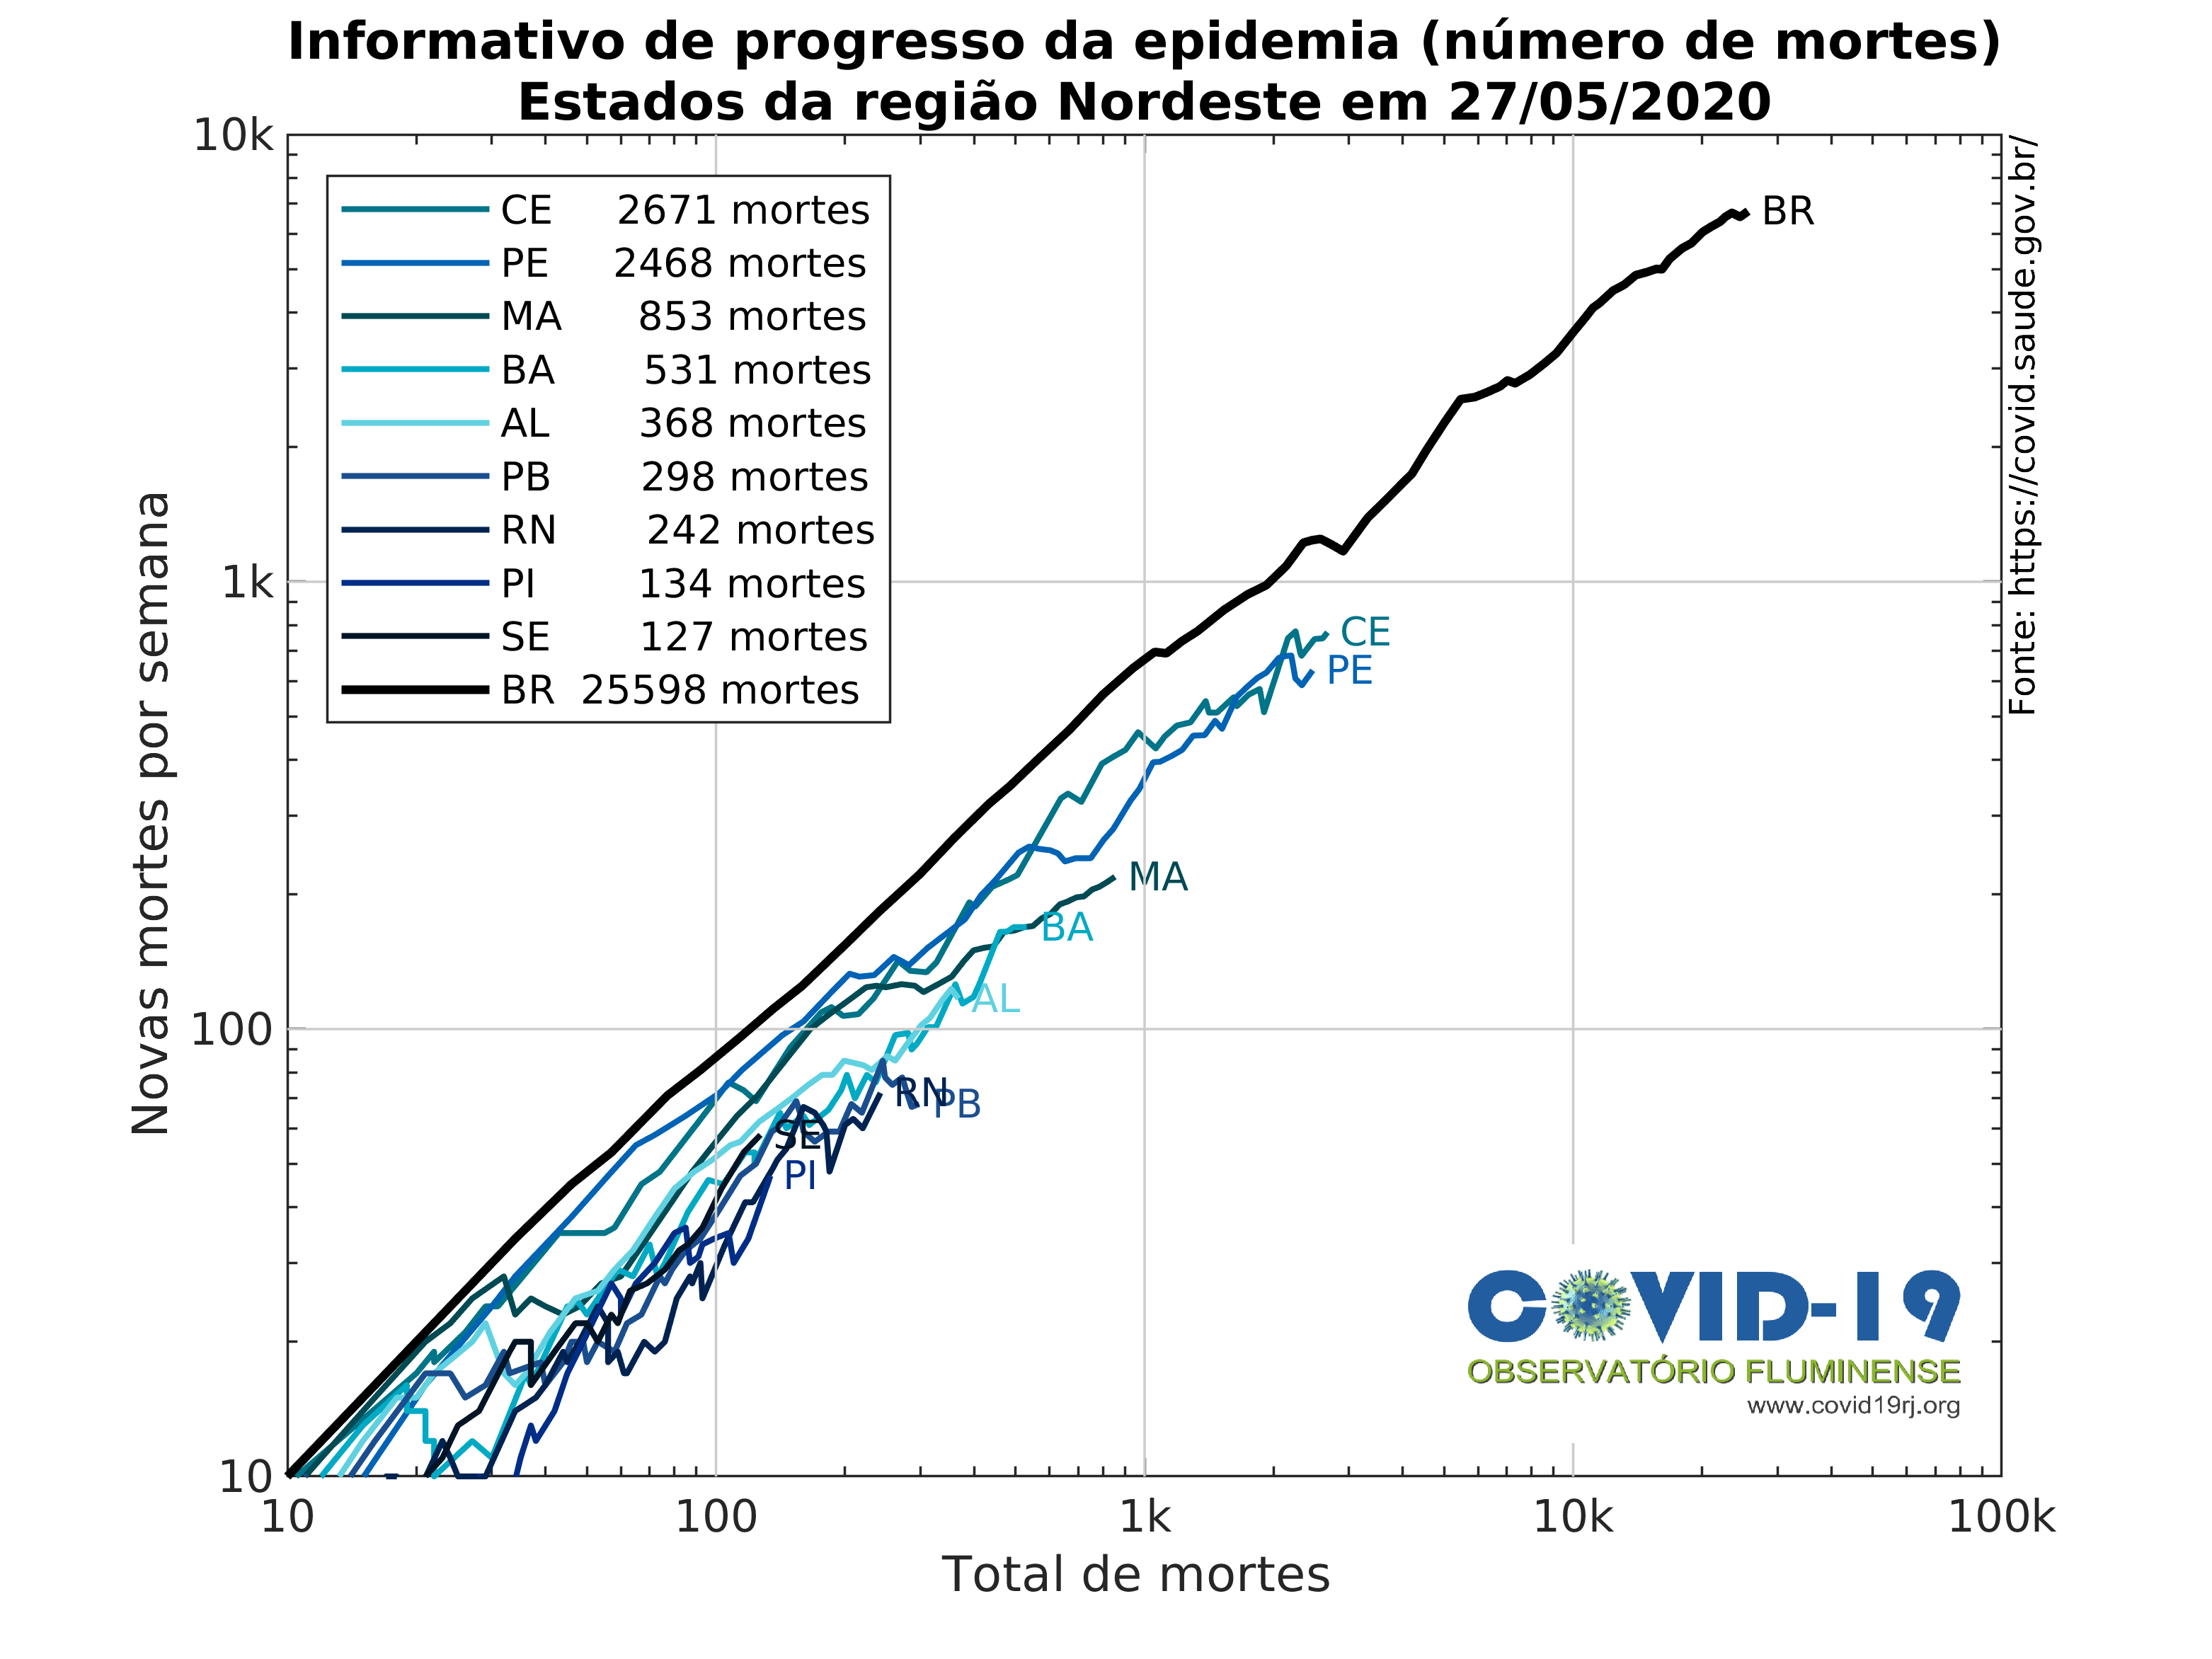 Informativo de progresso da epidemia (número de mortes)
Estados da região Nordeste em 27/05/2020
10k
1k
100
10
Novas mortes por semana
CE 2671 mortes
PE 2468 mortes
MA 853 mortes
BA 531 mortes
AL 368 mortes
PB 298 mortes
RN 242 mortes
PI 134 mortes
SE 127 mortes
BR 25598 mortes
BR
CE
PE
MA
BA
AL
RN
PB
SE
PI
Fonte: https://covid.saude.gov.br/
COVID-19
OBSERVATÓRIO FLUMINENSE
www.covid19rj.org
10
100
1k
10k
100k
Total de mortes